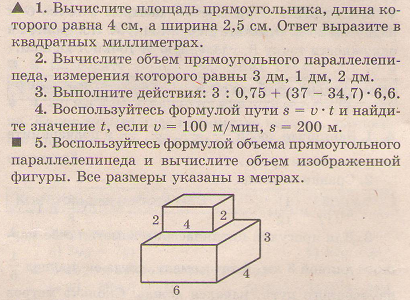 ▲ 1. Вычислите площадь прямоугольника, длина ко-
торого равна 4 см, а ширина 2,5 см. Ответ выразите в
квадратных миллиметрах.
2. Вычислите объем прямоугольного параллелепи-
педа, измерения которого равны 3 дм, 1 дм, 2 дм.
3. Выполните действия: 3 : 0,75 + (37 – 34,7) · 6,6.
4. Воспользуйтесь формулой пути s = v · t и найди-
те значение t, если v = 100 м/мин, s = 200 м.
■ 5. Воспользуйтесь формулой объема прямоугольного
параллелепипеда и вычислите объем изображенной
фигуры. Все размеры указаны в метрах.
2 4 2
3
4
6